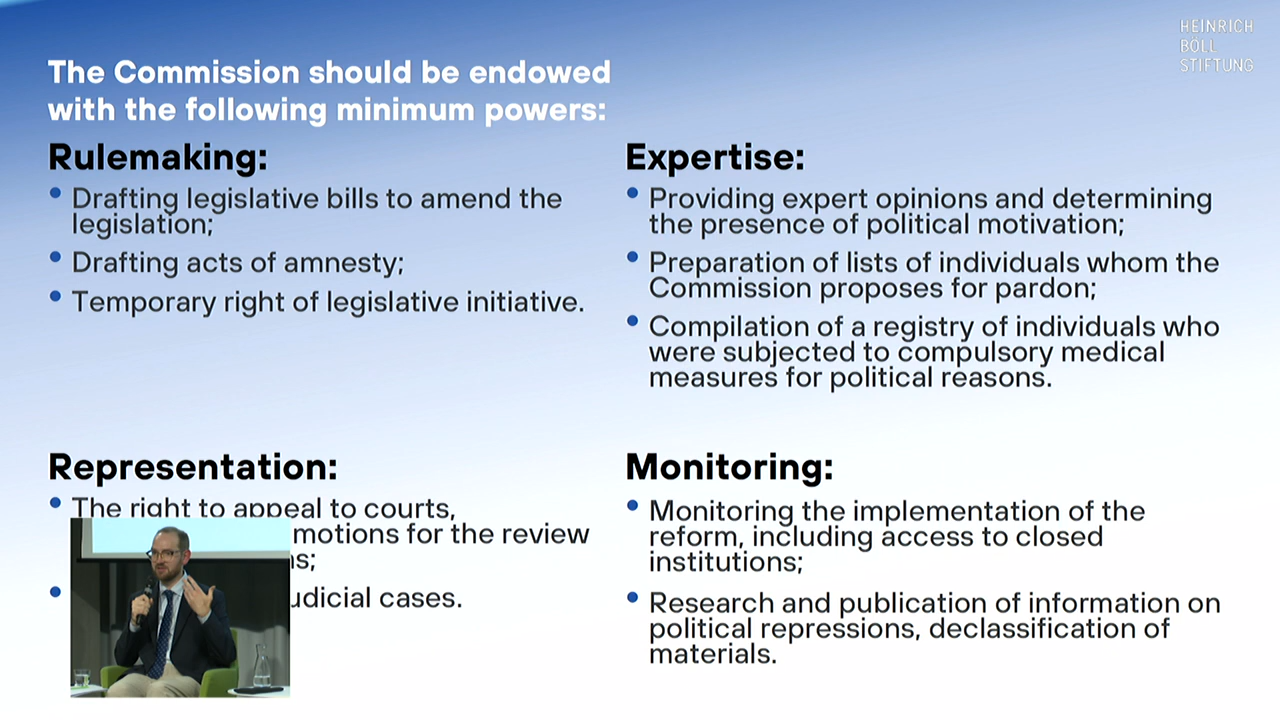 HEINRICH
BÖLL
STIFTUNG
The Commission should be endowed
with the following minimum powers:
Rulemaking:
• Drafting legislative bills to amend the
legislation;
• Drafting acts of amnesty;
• Temporary right of legislative initiative.
Expertise:
• Providing expert opinions and determining
the presence of political motivation;
• Preparation of lists of individuals whom the
Commission proposes for pardon;
• Compilation of a registry of individuals who
were subjected to compulsory medical
measures for political reasons.
Representation:
• The right to appeal to courts,
motions for the review
• cases.
Monitoring:
• Monitoring the implementation of the
reform, including access to closed
institutions;
• Research and publication of information on
political repressions, declassification of
materials.